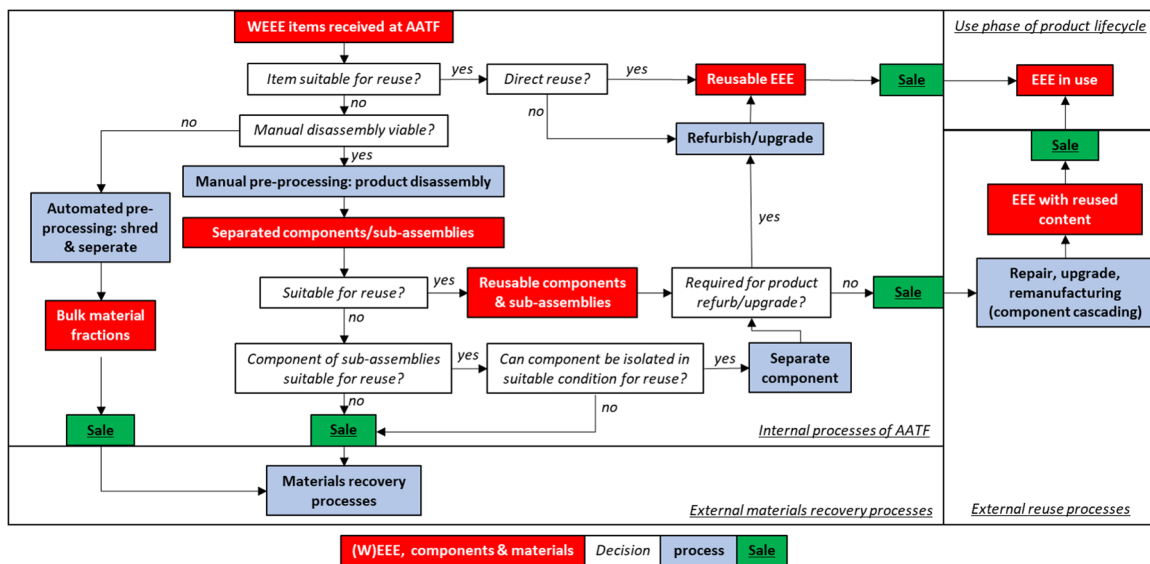 WEEE items received at AATF
Use phase of product lifecycle
Item suitable for reuse?
yes
Direct reuse?
yes
Reusable EEE
Sale
EEE in use
no
no
no
Manual disassembly viable?
Refurbish/upgrade
Sale
yes
Manual pre-processing: product disassembly
Automated pre-
processing: shred
& seperate
EEE with reused
content
Separated components/sub-assemblies
yes
Suitable for reuse?
yes
Reusable components
& sub-assemblies
Required for product
refurb/upgrade?
no
Sale
Repair, upgrade,
remanufacturing
(component cascading)
Bulk material
fractions
no
Component of sub-assemblies
suitable for reuse?
yes
Can component be isolated in
suitable condition for reuse?
yes
Separate
component
no
no
Sale
Sale
Internal processes of AATF
Materials recovery
processes
External materials recovery processes
External reuse processes
(W)EEE, components & materials
Decision
process
Sale